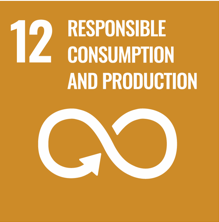 12 RESPONSIBLE
CONSUMPTION
AND PRODUCTION